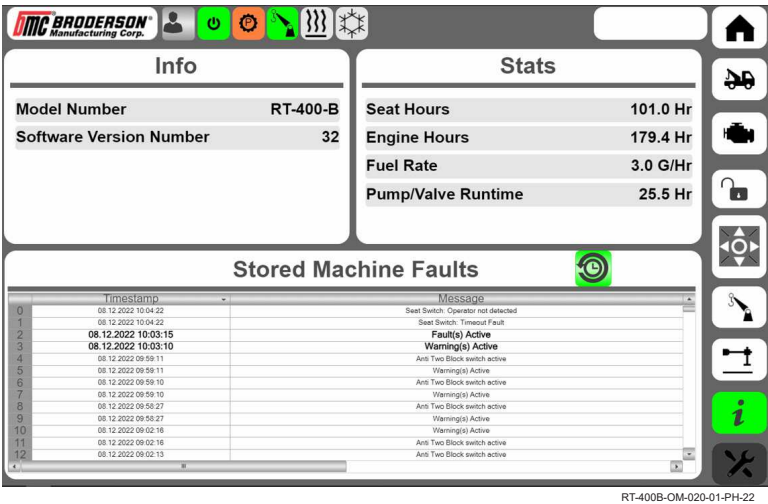 BMC BRODERSON®
Manufacturing Corp.
P
Info
Model Number RT-400-B
Software Version Number 32
Stats
Seat Hours 101.0 Hr
Engine Hours 179.4 Hr
Fuel Rate 3.0 G/Hr
Pump/Valve Runtime 25.5 Hr
Stored Machine Faults
Timestamp Message
0 08.12.2022 10:04:22 Seat Switch: Operator not detected
1 08.12.2022 10:04:22 Seat Switch: Timeout Fault
2 08.12.2022 10:03:15 Fault(s) Active
3 08.12.2022 10:03:10 Warning(s) Active
4 08.12.2022 09:59:11 Anti Two Block switch active
5 08.12.2022 09:59:11 Warning(s) Active
6 08.12.2022 09:59:10 Anti Two Block switch active
7 08.12.2022 09:59:10 Warning(s) Active
8 08.12.2022 09:58:27 Anti Two Block switch active
9 08.12.2022 09:58:27 Warning(s) Active
10 08.12.2022 09:02:16 Warning(s) Active
11 08.12.2022 09:02:16 Anti Two Block switch active
12 08.12.2022 09:02:13 Anti Two Block switch active
i
RT-400B-OM-020-01-PH-22